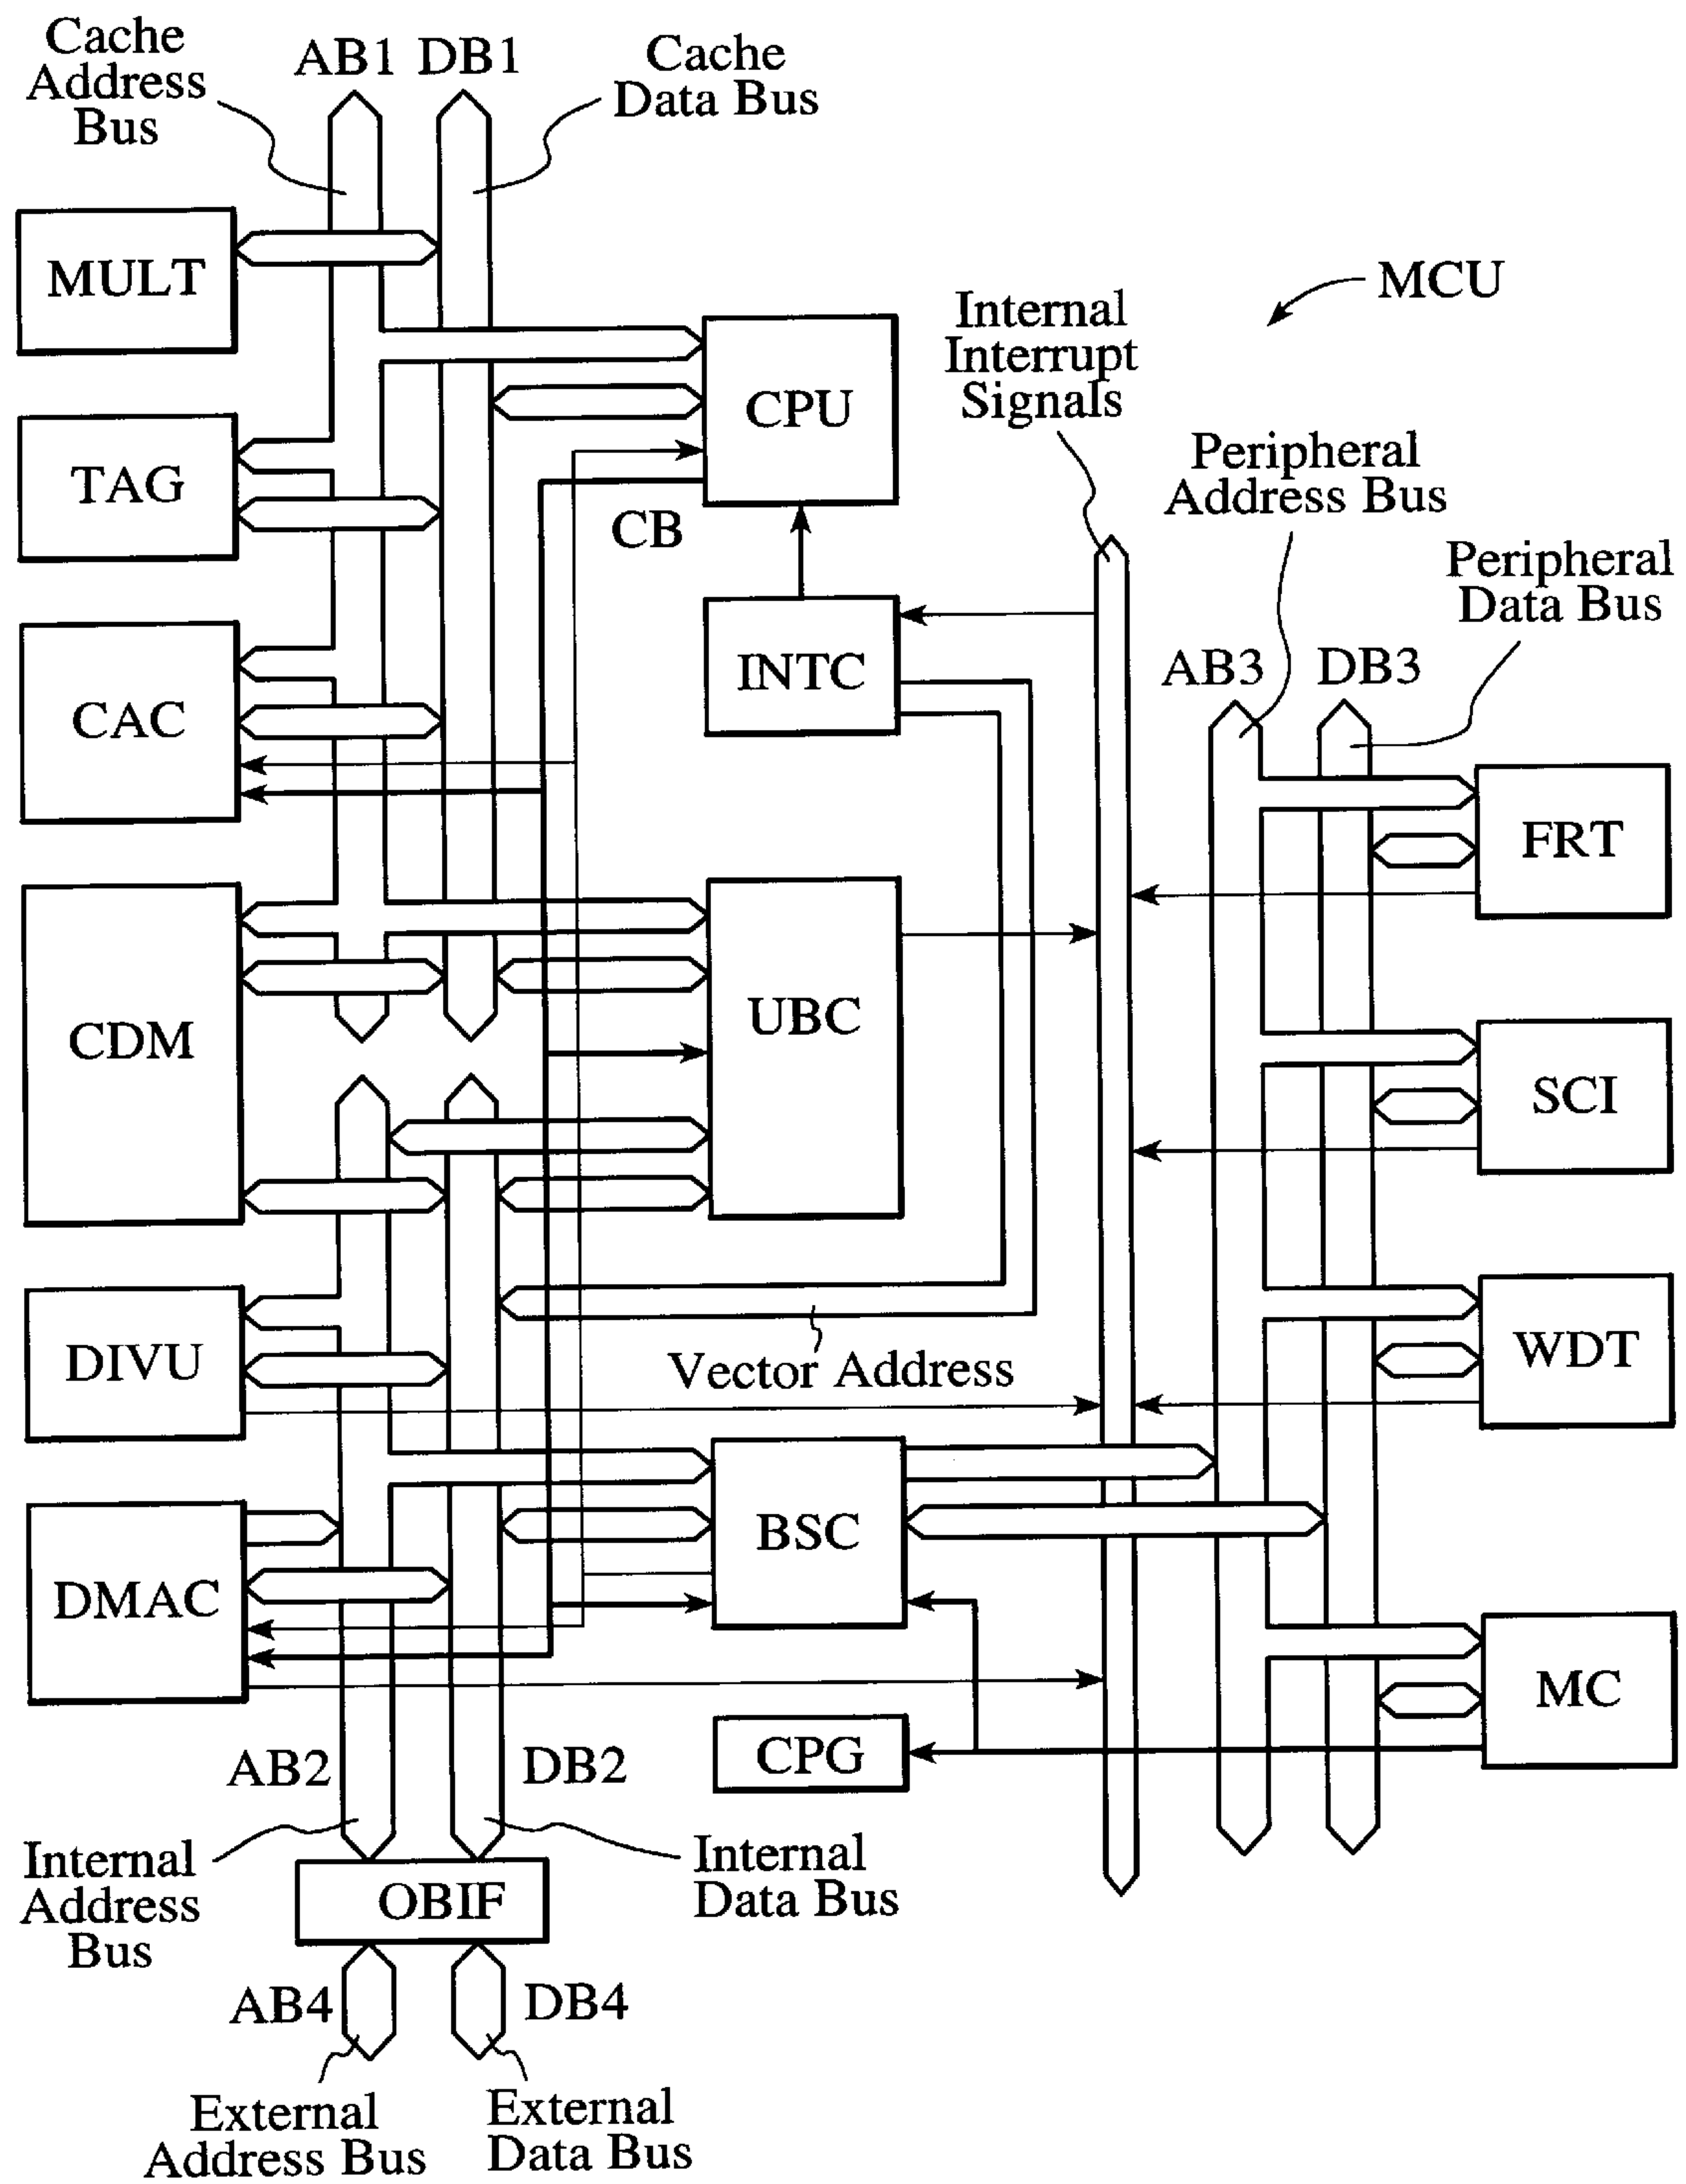 Cache
Address
Bus
AB1
DB1
Cache
Data Bus
MULT
MCU
Internal
Interrupt
Signals
CPU
TAG
Peripheral
Address Bus
CB
Peripheral
Data Bus
INTC
AB3
DB3
CAC
FRT
CDM
UBC
SCI
DIVU
Vector Address
WDT
DMAC
BSC
MC
CPG
AB2
DB2
Internal
Address
Bus
Internal
Data Bus
OBIF
AB4
DB4
External
Address Bus
External
Data Bus